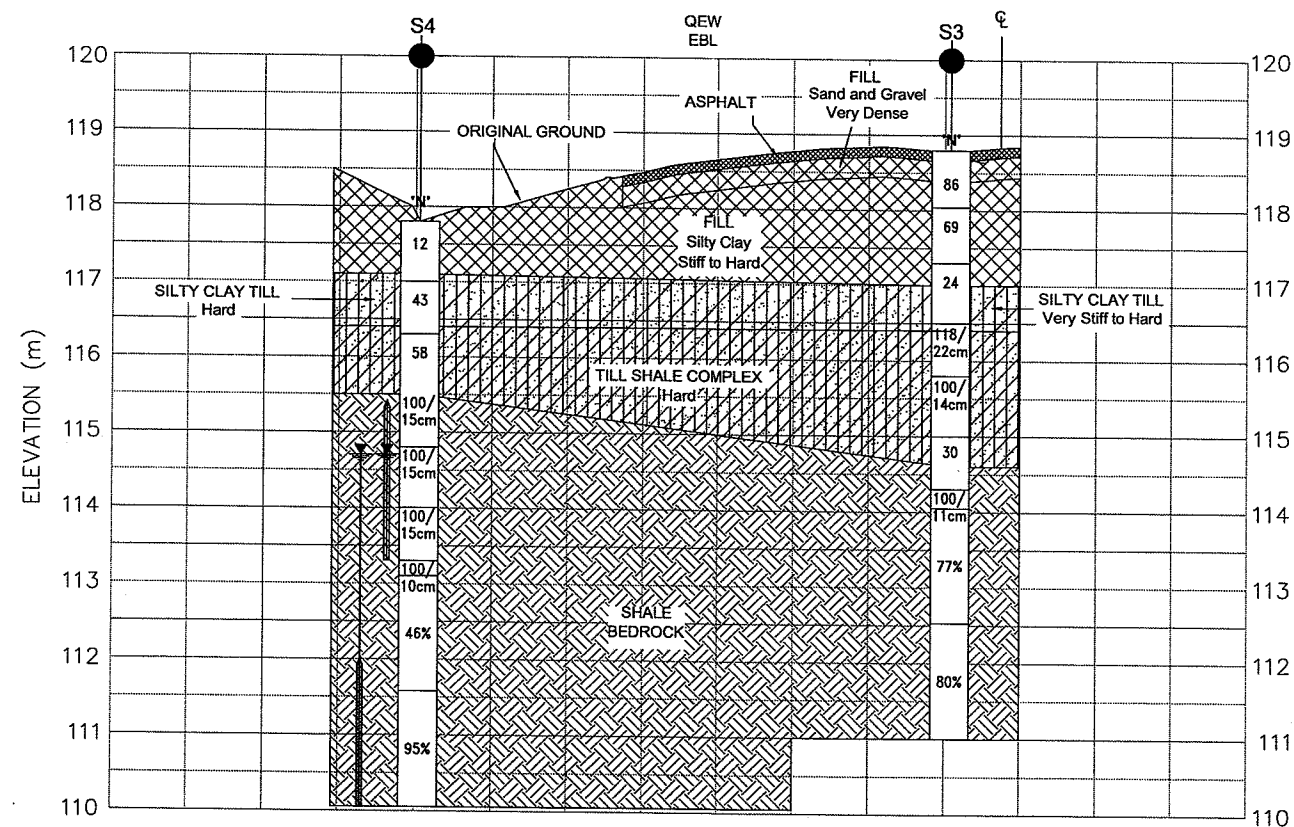 S4
QEW
EBL
S3
℄
120
120
FILL
Sand and Gravel
Very Dense
ASPHALT
119
ORIGINAL GROUND
"N"
119
86
118
"N"
118
12
FILL
Silty Clay
Stiff to Hard
69
117
24
117
SILTY CLAY TILL
Hard
43
SILTY CLAY TILL
Very Stiff to Hard
116
58
118/
22cm
116
TILL SHALE COMPLEX
Hard
100/
15cm
100/
14cm
115
30
115
100/
15cm
100/
11cm
114
100/
15cm
114
77%
113
100/
10cm
113
46%
SHALE
BEDROCK
112
112
80%
111
111
95%
110
110
ELEVATION (m)